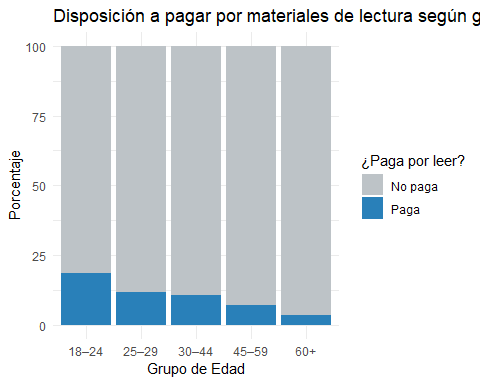 Disposición a pagar por materiales de lectura según g
100
75
50
25
0
Porcentaje
18–24 25–29 30–44 45–59 60+
Grupo de Edad
¿Paga por leer?
No paga
Paga